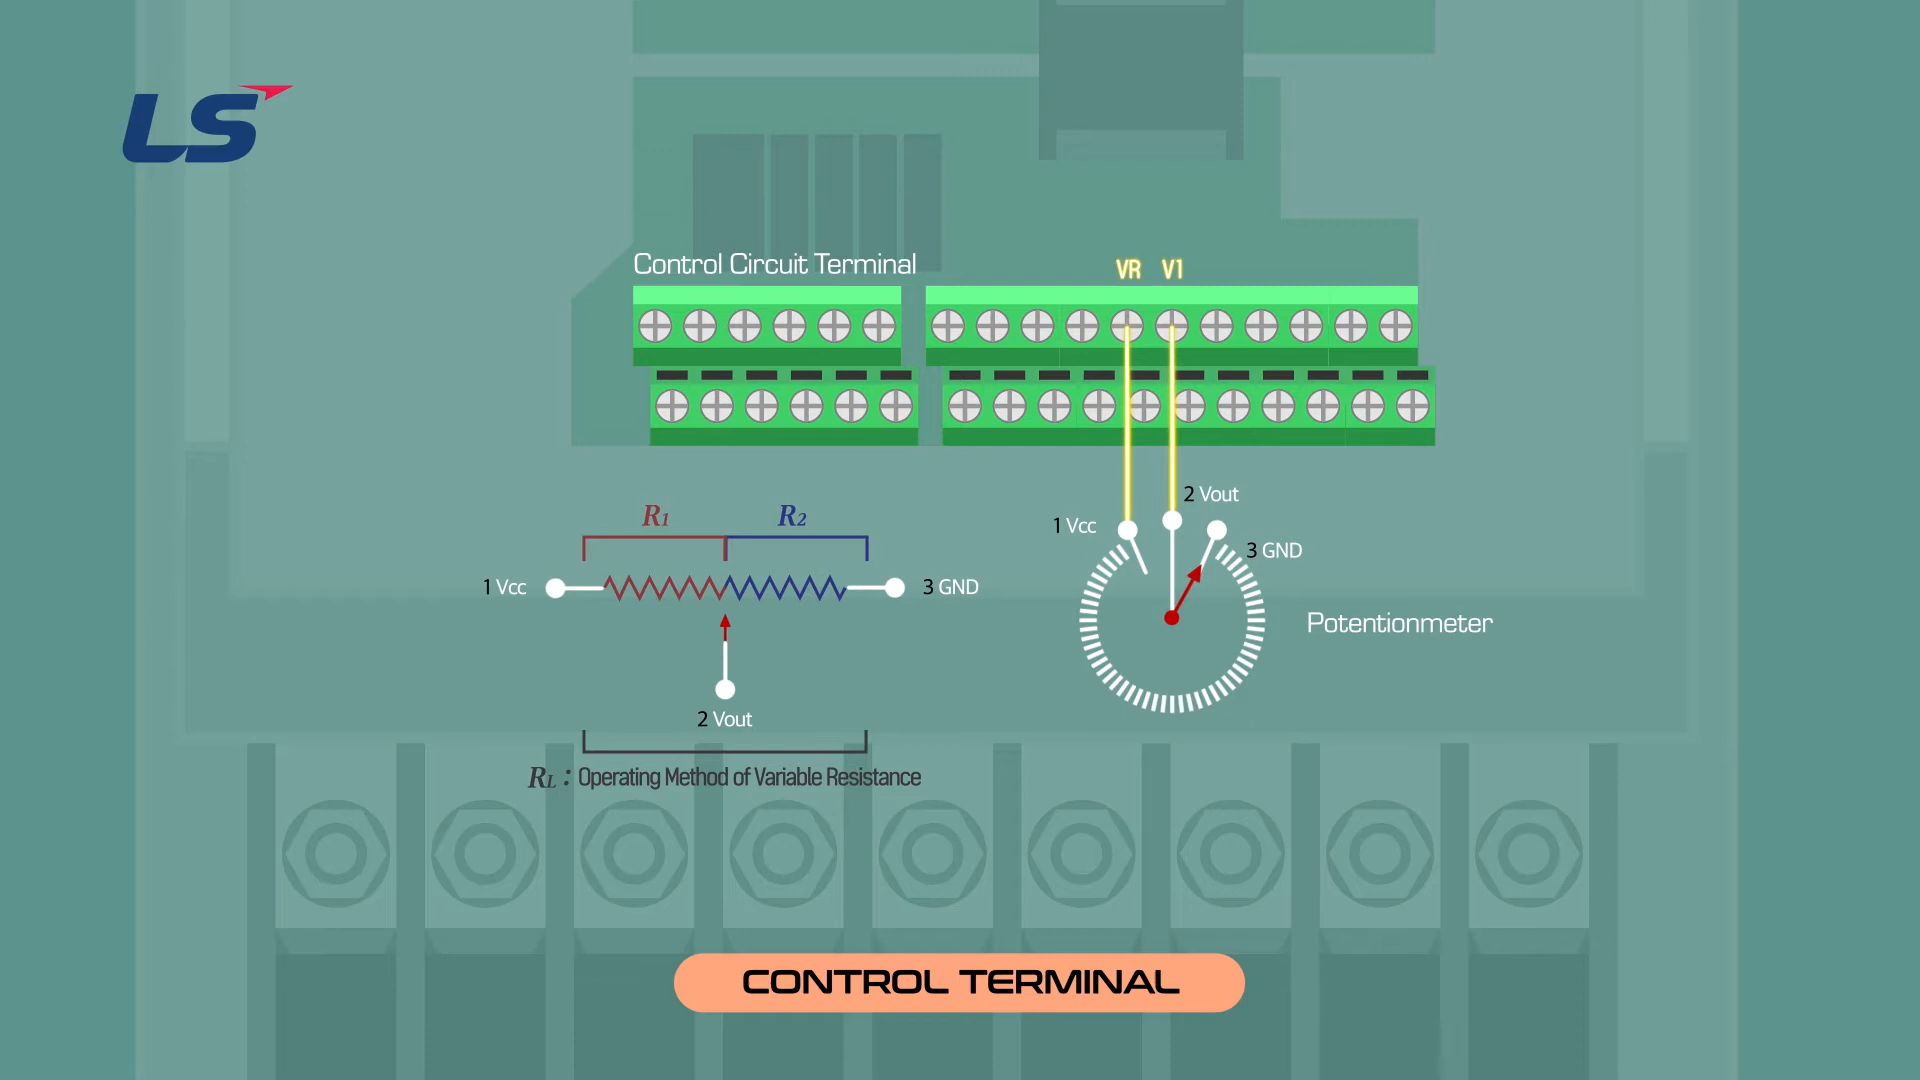 LS
Control Circuit Terminal
VR V1
R1 R2
1 Vcc
3 GND
2 Vout
RL : Operating Method of Variable Resistance
2 Vout
1 Vcc
3 GND
Potentionmeter
CONTROL TERMINAL